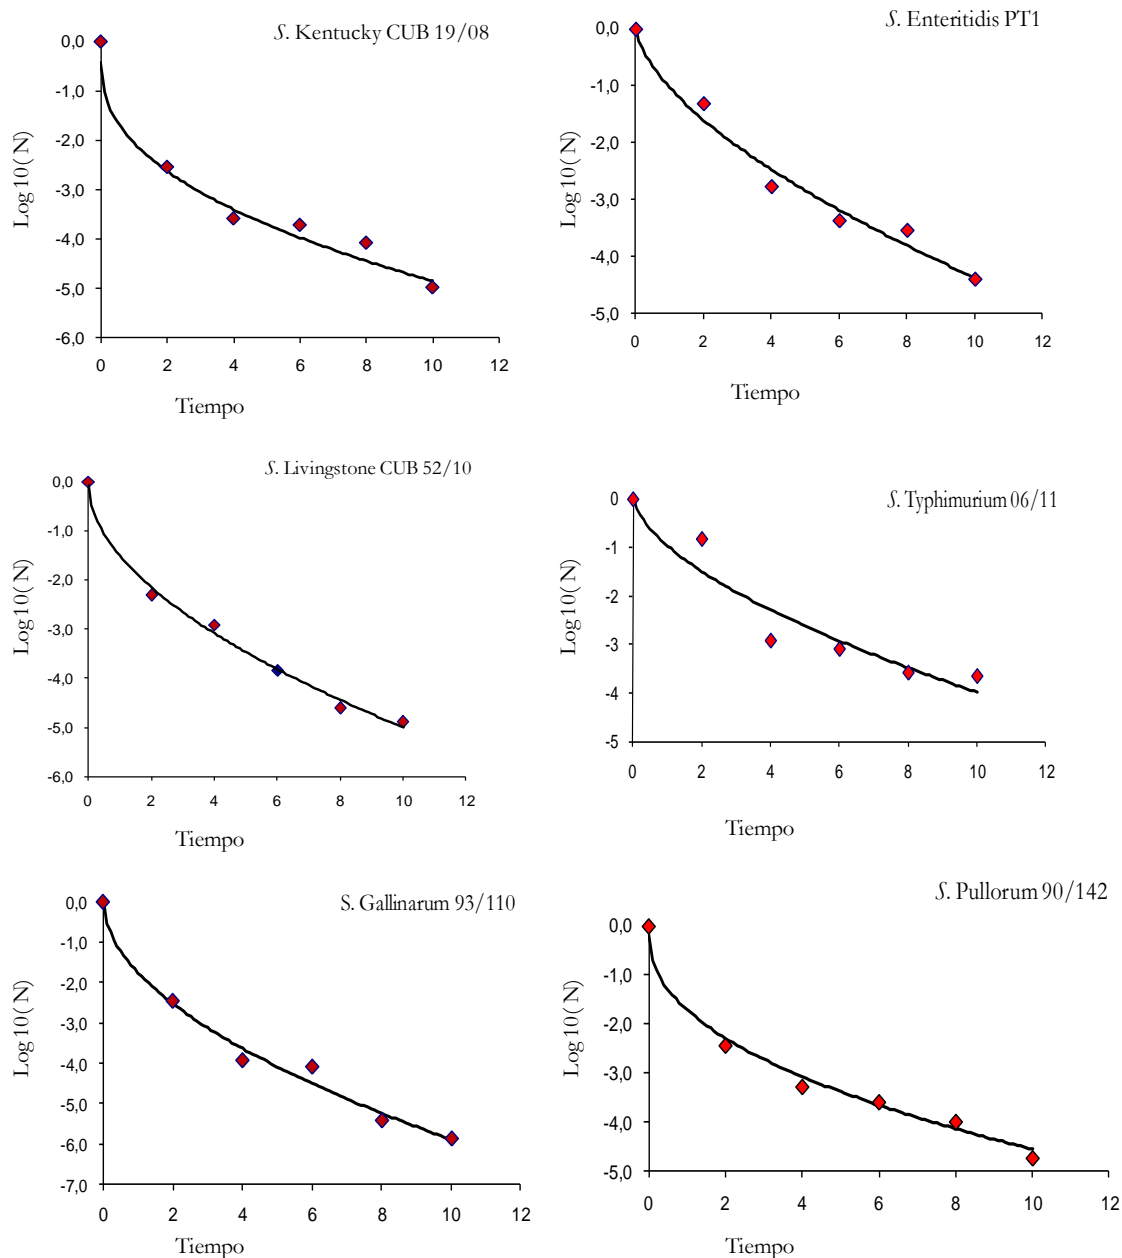 S. Kentucky CUB 19/08
Log10(N)
0,0
-1,0
-2,0
-3,0
-4,0
-5,0
-6,0
0 2 4 6 8 10 12
Tiempo
S. Enteritidis PT1
Log10(N)
0,0
-1,0
-2,0
-3,0
-4,0
-5,0
0 2 4 6 8 10 12
Tiempo
S. Livingstone CUB 52/10
Log10(N)
0,0
-1,0
-2,0
-3,0
-4,0
-5,0
-6,0
0 2 4 6 8 10 12
Tiempo
S. Typhimurium 06/11
Log10(N)
0
-1
-2
-3
-4
-5
0 2 4 6 8 10 12
Tiempo
S. Gallinarum 93/110
Log10(N)
0,0
-1,0
-2,0
-3,0
-4,0
-5,0
-6,0
-7,0
0 2 4 6 8 10 12
Tiempo
S. Pullorum 90/142
Log10(N)
0,0
-1,0
-2,0
-3,0
-4,0
-5,0
0 2 4 6 8 10 12
Tiempo